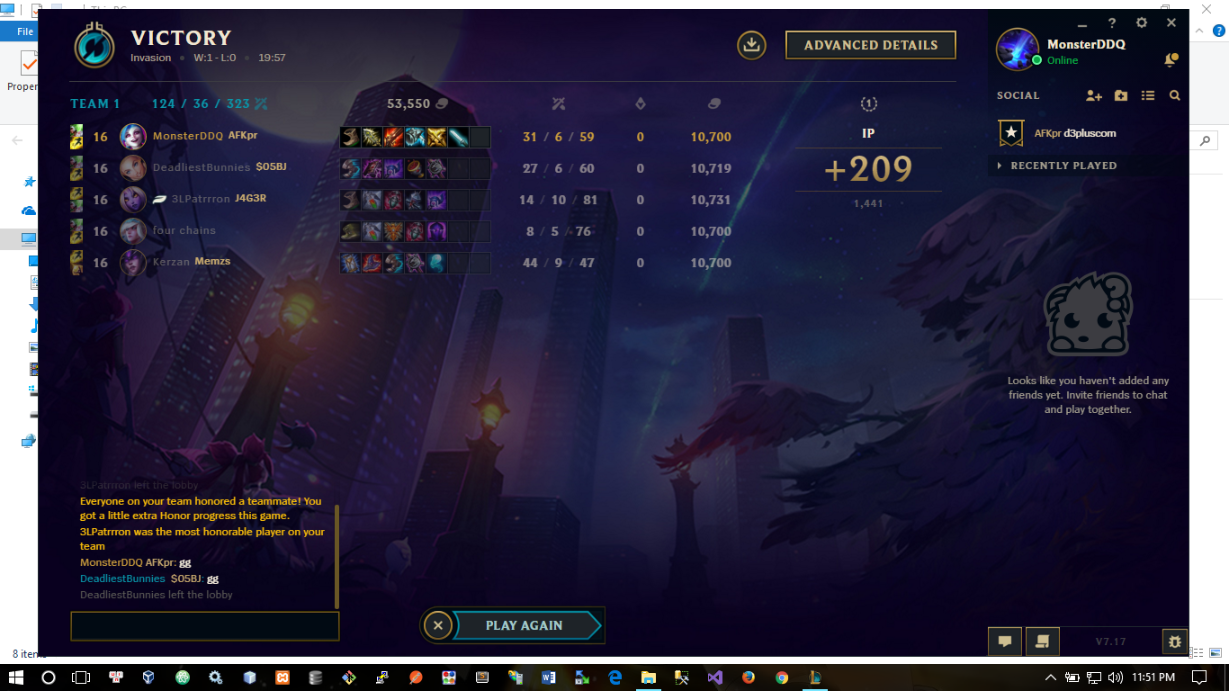 This PC
File
Proper
VICTORY
Invasion • W:1 - L:0 • 19:57
ADVANCED DETAILS
MonsterDDQ
Online
SOCIAL
AFKpr d3pluscom
RECENTLY PLAYED
TEAM 1 124 / 36 / 323 53,550
16 MonsterDDQ AFKpr 31 / 6 / 59 0 10,700
16 DeadliestBunnies $05BJ 27 / 6 / 60 0 10,719
16 3LPatrrron J4G3R 14 / 10 / 81 0 10,731
16 four chains 8 / 5 / 76 0 10,700
16 Kerzan Memzs 44 / 9 / 47 0 10,700
IP
+209
1,441
Looks like you haven't added any
friends yet. Invite friends to chat
and play together.
3LPatrrron left the lobby
Everyone on your team honored a teammate! You
got a little extra Honor progress this game.
3LPatrrron was the most honorable player on your
team
MonsterDDQ AFKpr: gg
DeadliestBunnies $05BJ: gg
DeadliestBunnies left the lobby
PLAY AGAIN
V7.17
8 items
11:51 PM